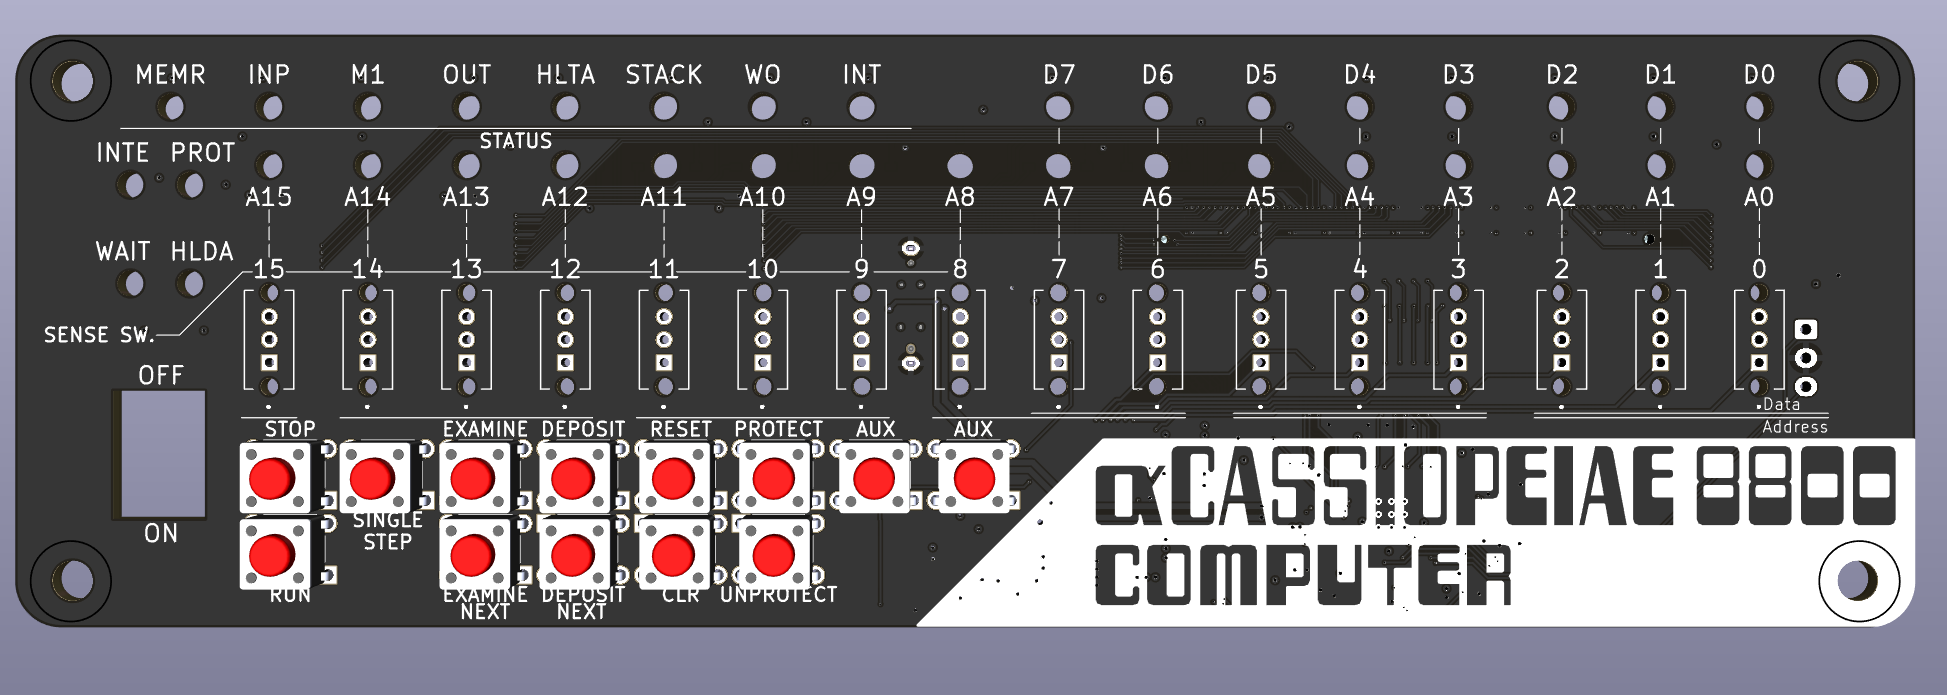 MEMR INP M1 OUT HLTA STACK WO INT D7 D6 D5 D4 D3 D2 D1 D0
STATUS
INTE PROT
A15 A14 A13 A12 A11 A10 A9 A8 A7 A6 A5 A4 A3 A2 A1 A0
WAIT HLDA
15 14 13 12 11 10 9 8 7 6 5 4 3 2 1 0
SENSE SW.
OFF
ON
Data
Address
STOP EXAMINE DEPOSIT RESET PROTECT AUX AUX
SINGLE
STEP
RUN EXAMINE
NEXT DEPOSIT
NEXT CLR UNPROTECT
αCASSIOPEIAE 8800
COMPUTER